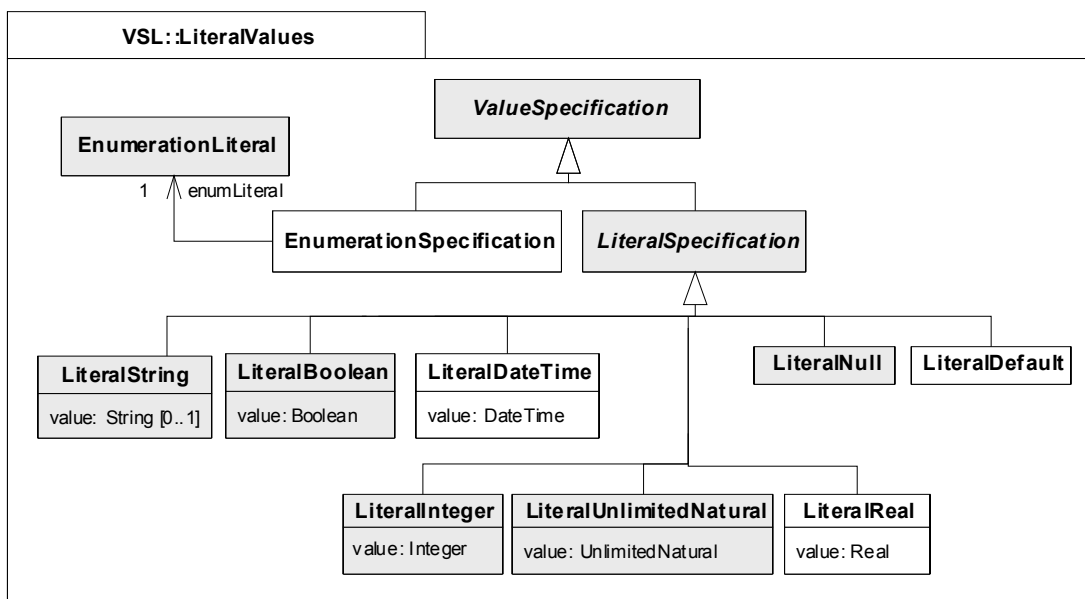 VSL::LiteralValues
ValueSpecification
EnumerationLiteral
1 enumLiteral
EnumerationSpecification
LiteralSpecification
LiteralString
value: String [0..1]
LiteralBoolean
value: Boolean
LiteralDateTime
value: DateTime
LiteralNull
LiteralDefault
LiteralInteger
value: Integer
LiteralUnlimitedNatural
value: UnlimitedNatural
LiteralReal
value: Real